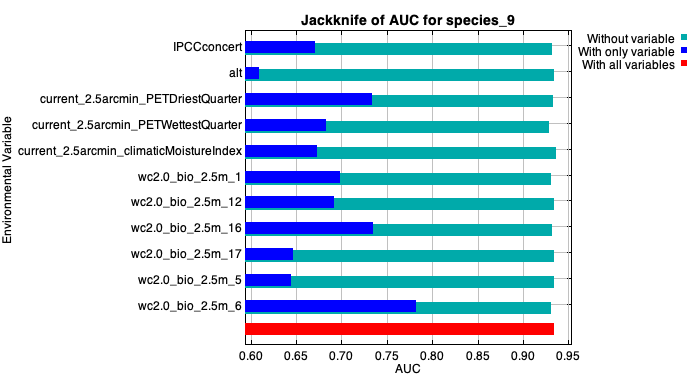 Jackknife of AUC for species_9
Without variable
With only variable
With all variables
Environmental Variable
IPCCconcert
alt
current_2.5arcmin_PETDriestQuarter
current_2.5arcmin_PETWettestQuarter
current_2.5arcmin_climaticMoistureIndex
wc2.0_bio_2.5m_1
wc2.0_bio_2.5m_12
wc2.0_bio_2.5m_16
wc2.0_bio_2.5m_17
wc2.0_bio_2.5m_5
wc2.0_bio_2.5m_6
0.60 0.65 0.70 0.75 0.80 0.85 0.90 0.95
AUC